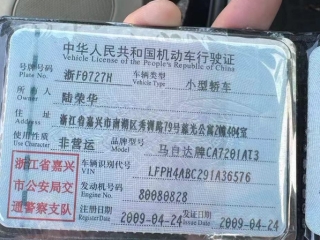 中华人民共和国机动车行驶证
Vehicle License of the People's Republic of China
号牌号码 浙F0727H 车辆类型 小型轿车
Plate No. Vehicle Type
所有人 陆荣华
Owner
住址 浙江省嘉兴市南湖区秀洲路79号紫光公寓2幢404室
Address
使用性质 非营运 品牌型号 马自达牌CA7201AT3
Use Character Model
浙江省嘉 车辆识别代号 LFPH4ABC291A36576
VIN
兴市公安局交 发动机号码 80080828
Engine No.
通警察支队 注册日期 2009-04-24 发证日期 2009-04-24
Register Date Issue Date